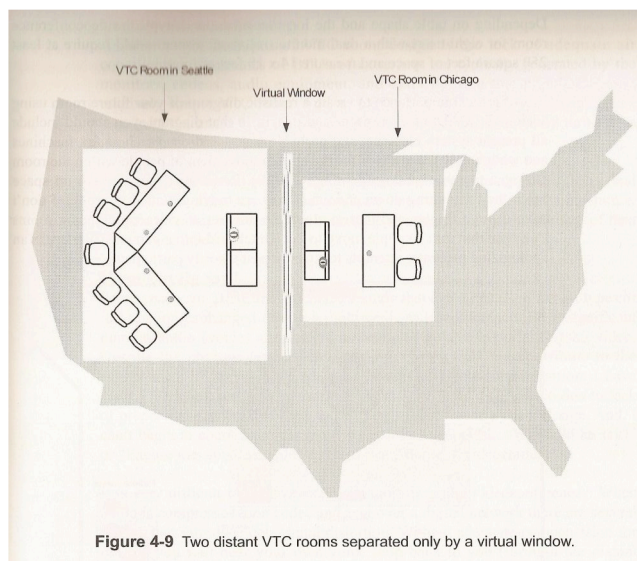 VTC Room in Seattle
Virtual Window
VTC Room in Chicago
Figure 4-9 Two distant VTC rooms separated only by a virtual window.